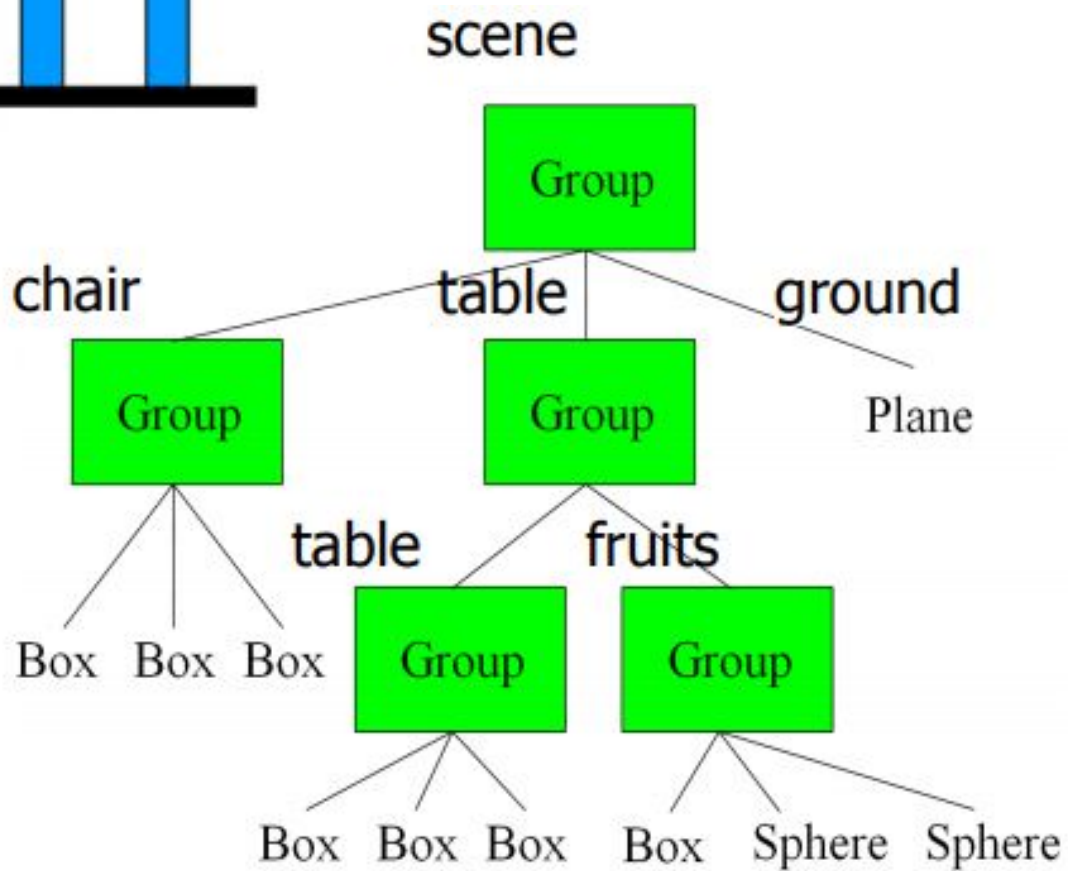 scene
Group
chair
table
ground
Group
Group
Plane
table
fruits
Box Box Box
Group
Group
Box Box Box
Box Sphere Sphere